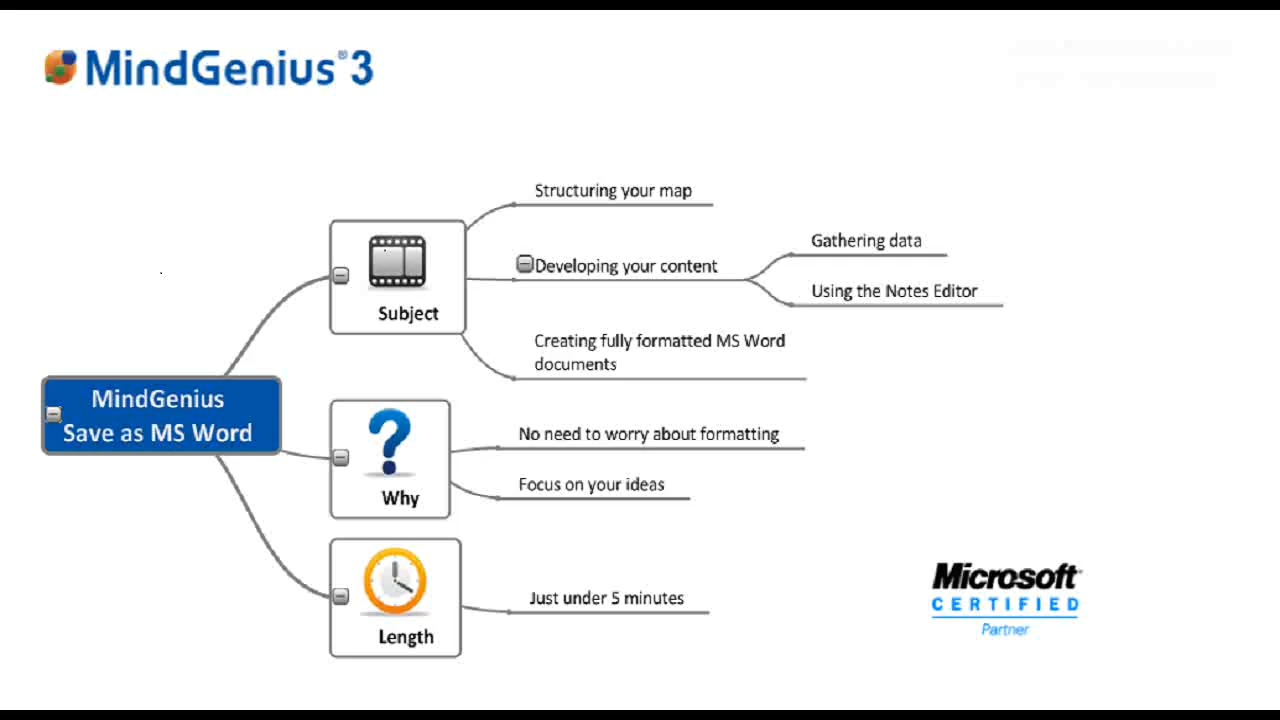 MindGenius® 3
Structuring your map
Gathering data
Developing your content
Using the Notes Editor
Subject
Creating fully formatted MS Word
documents
MindGenius
Save as MS Word
No need to worry about formatting
Focus on your ideas
Why
Just under 5 minutes
Length
Microsoft
CERTIFIED
Partner